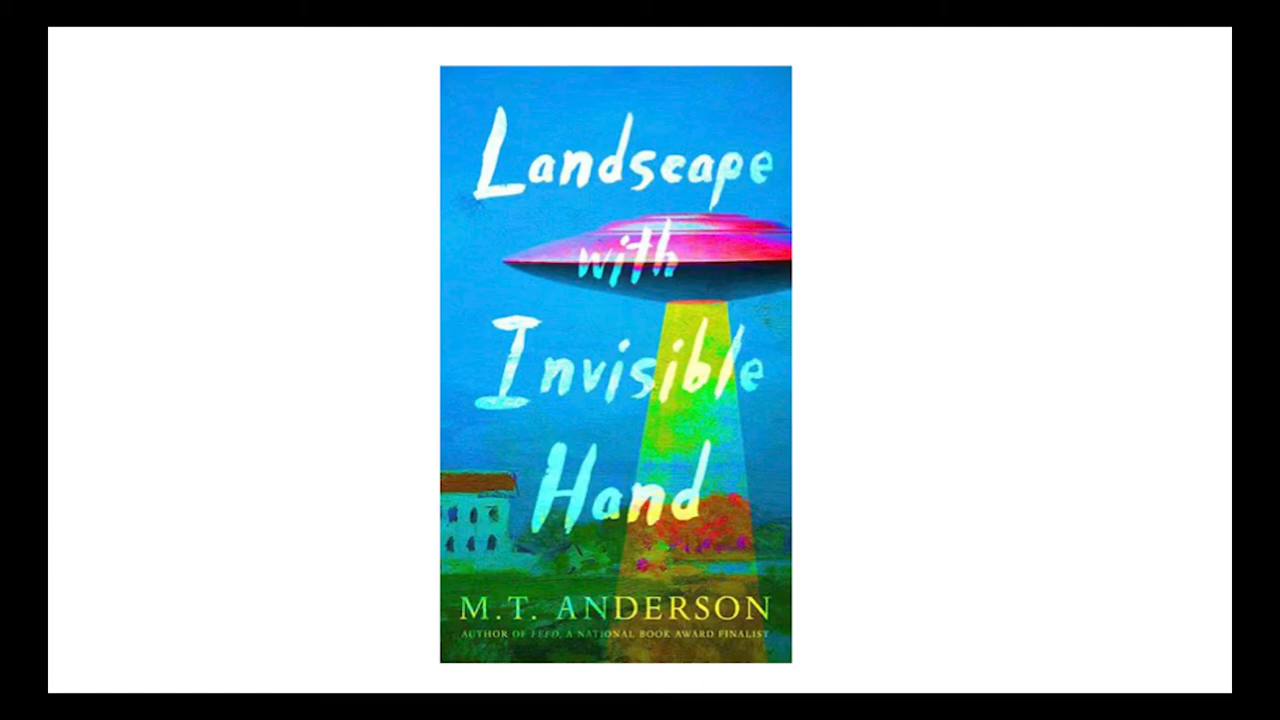 Landscape
with
Invisible
Hand
M.T. ANDERSON
AUTHOR OF FEED, A NATIONAL BOOK AWARD FINALIST